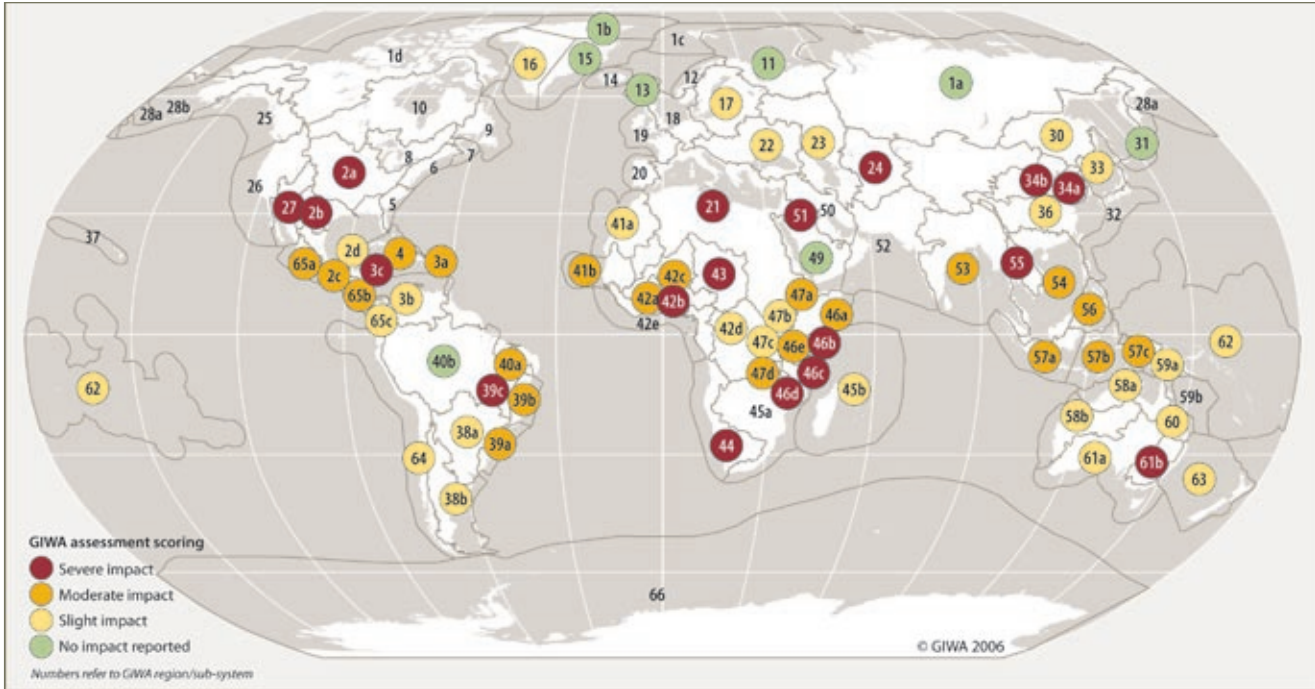 1b
1c
1d
16
15
14
11
12
13
1a
28a
28b
28a
10
25
17
18
9
19
30
31
22
23
8
7
6
33
20
24
2a
26
34b
34a
27
2b
5
21
51
50
36
32
41a
37
2d
4
3a
52
49
65a
2c
3c
41b
42c
43
53
55
54
65b
3b
42a
42b
47a
46a
56
65c
42e
42d
47b
47c
46e
46b
62
40b
40a
57a
57b
57c
59a
47d
46c
62
39c
39b
46d
45b
58a
59b
45a
58b
60
38a
39a
44
64
61a
61b
63
38b
GIWA assessment scoring
Severe impact
Moderate impact
Slight impact
No impact reported
66
© GIWA 2006
Numbers refer to GIWA region/sub-system